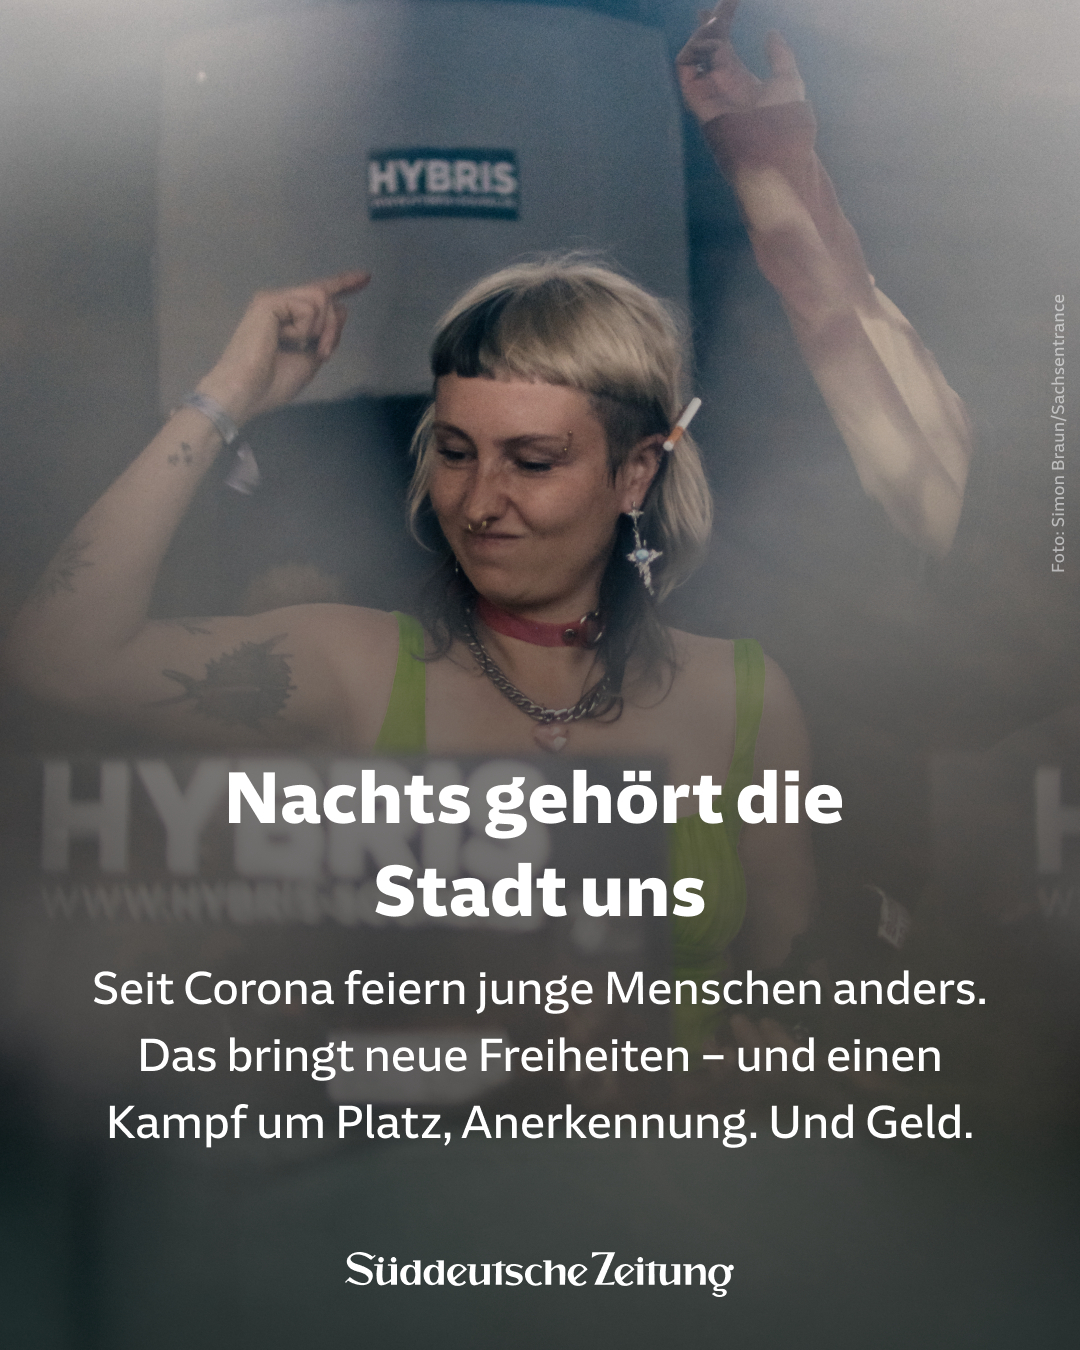 HYBRIS
Foto: Simon Braun/Sachsentrance
HYBRIS
Nachts gehört die
Stadt uns
Seit Corona feiern junge Menschen anders.
Das bringt neue Freiheiten – und einen
Kampf um Platz, Anerkennung. Und Geld.
Süddeutsche Zeitung